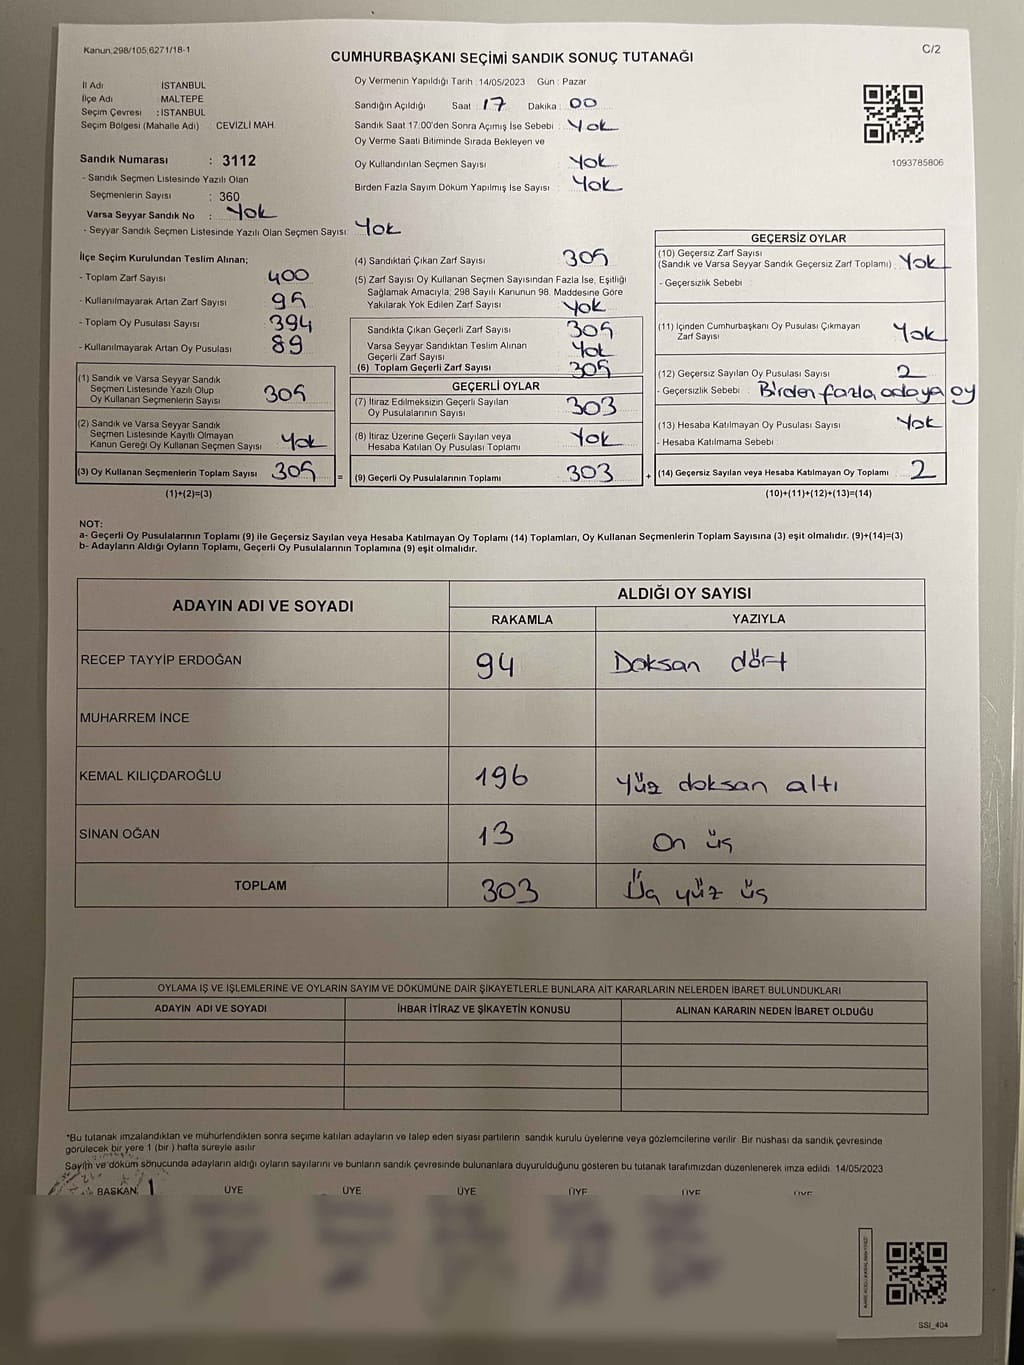 Kanun,298/105,6271/18-1
CUMHURBAŞKANI SEÇİMİ SANDIK SONUÇ TUTANAĞI
C/2
İl Adı İSTANBUL
İlçe Adı MALTEPE
Seçim Çevresi : İSTANBUL
Seçim Bölgesi (Mahalle Adı) : CEVİZLİ MAH.
Sandık Numarası : 3112
- Sandık Seçmen Listesinde Yazılı Olan
Seçmenlerin Sayısı : 360
Varsa Seyyar Sandık No : Yok
- Seyyar Sandık Seçmen Listesinde Yazılı Olan Seçmen Sayısı: Yok
Oy Vermenin Yapıldığı Tarih : 14/05/2023 Gün : Pazar
Sandığın Açıldığı Saat : 17 Dakika : 00
Sandık Saat 17:00'den Sonra Açımış İse Sebebi : Yok
Oy Verme Saati Bitiminde Sırada Bekleyen ve
Oy Kullandırılan Seçmen Sayısı : Yok
Birden Fazla Sayım Döküm Yapılmış İse Sayısı : Yok
1093785806
İlçe Seçim Kurulundan Teslim Alınan;
- Toplam Zarf Sayısı : 400
- Kullanılmayarak Artan Zarf Sayısı : 95
- Toplam Oy Pusulası Sayısı : 394
- Kullanılmayarak Artan Oy Pusulası : 89
(1) Sandık ve Varsa Seyyar Sandık
Seçmen Listesinde Yazılı Olup
Oy Kullanan Seçmenlerin Sayısı : 305
(2) Sandık ve Varsa Seyyar Sandık
Seçmen Listesinde Kayıtlı Olmayan
Kanun Gereği Oy Kullanan Seçmen Sayısı : Yok
(3) Oy Kullanan Seçmenlerin Toplam Sayısı : 305
(1)+(2)=(3)
=
(4) Sandıktan Çıkan Zarf Sayısı : 305
(5) Zarf Sayısı Oy Kullanan Seçmen Sayısından Fazla İse, Eşitliği
Sağlamak Amacıyla, 298 Sayılı Kanunun 98. Maddesine Göre
Yakılarak Yok Edilen Zarf Sayısı : Yok
Sandıkta Çıkan Geçerli Zarf Sayısı : 305
Varsa Seyyar Sandıktan Teslim Alınan
Geçerli Zarf Sayısı : Yok
(6) Toplam Geçerli Zarf Sayısı : 305
GEÇERLİ OYLAR
(7) İtiraz Edilmeksizin Geçerli Sayılan
Oy Pusulalarının Sayısı : 303
(8) İtiraz Üzerine Geçerli Sayılan veya
Hesaba Katılan Oy Pusulası Toplamı : Yok
(9) Geçerli Oy Pusulalarının Toplamı : 303
+
GEÇERSİZ OYLAR
(10) Geçersiz Zarf Sayısı
(Sandık ve Varsa Seyyar Sandık Geçersiz Zarf Toplamı) : Yok
- Geçersizlik Sebebi :
(11) İçinden Cumhurbaşkanı Oy Pusulası Çıkmayan
Zarf Sayısı : Yok
(12) Geçersiz Sayılan Oy Pusulası Sayısı : 2
- Geçersizlik Sebebi : Birden fazla adaya oy
(13) Hesaba Katılmayan Oy Pusulası Sayısı : Yok
- Hesaba Katılmama Sebebi :
(14) Geçersiz Sayılan veya Hesaba Katılmayan Oy Toplamı : 2
(10)+(11)+(12)+(13)=(14)
NOT:
a- Geçerli Oy Pusulalarının Toplamı (9) ile Geçersiz Sayılan veya Hesaba Katılmayan Oy Toplamı (14) Toplamları, Oy Kullanan Seçmenlerin Toplam Sayısına (3) eşit olmalıdır. (9)+(14)=(3)
b- Adayların Aldığı Oyların Toplamı, Geçerli Oy Pusulalarının Toplamına (9) eşit olmalıdır.
ADAYIN ADI VE SOYADI
ALDIĞI OY SAYISI
RAKAMLA YAZIYLA
RECEP TAYYİP ERDOĞAN 94 Doksan dört
MUHARREM İNCE
KEMAL KILIÇDAROĞLU 196 Yüz doksan altı
SİNAN OĞAN 13 On üç
TOPLAM 303 Üç yüz üç
OYLAMA İŞ VE İŞLEMLERİNE VE OYLARIN SAYIM VE DÖKÜMÜNE DAİR ŞİKAYETLERLE BUNLARA AİT KARARLARIN NELERDEN İBARET BULUNDUKLARI
ADAYIN ADI VE SOYADI İHBAR İTİRAZ VE ŞİKAYETİN KONUSU ALINAN KARARIN NEDEN İBARET OLDUĞU
*Bu tutanak imzalandıktan ve mühürlendikten sonra seçime katılan adayların ve talep eden siyasi partilerin sandık kurulu üyelerine veya gözlemcilerine verilir. Bir nüshası da sandık çevresinde
görülecek bir yere 1 (bir) hafta süreyle asılır
Sayım ve döküm sonucunda adayların aldığı oyların sayılarını ve bunların sandık çevresinde bulunanlara duyurulduğunu gösteren bu tutanak tarafımızdan düzenlenerek imza edildi. 14/05/2023
BAŞKAN ÜYE ÜYE ÜYE ÜYE ÜYE ÜYE
SSI_404